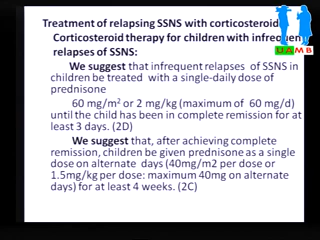 Treatment of relapsing SSNS with corticosteroid
Corticosteroid therapy for children with infrequent
relapses of SSNS:
We suggest that infrequent relapses of SSNS in
children be treated with a single-daily dose of
prednisone
60 mg/m2 or 2 mg/kg (maximum of 60 mg/d)
until the child has been in complete remission for at
least 3 days. (2D)
We suggest that, after achieving complete
remission, children be given prednisone as a single
dose on alternate days (40mg/m2 per dose or
1.5mg/kg per dose: maximum 40mg on alternate
days) for at least 4 weeks. (2C)
UAMB